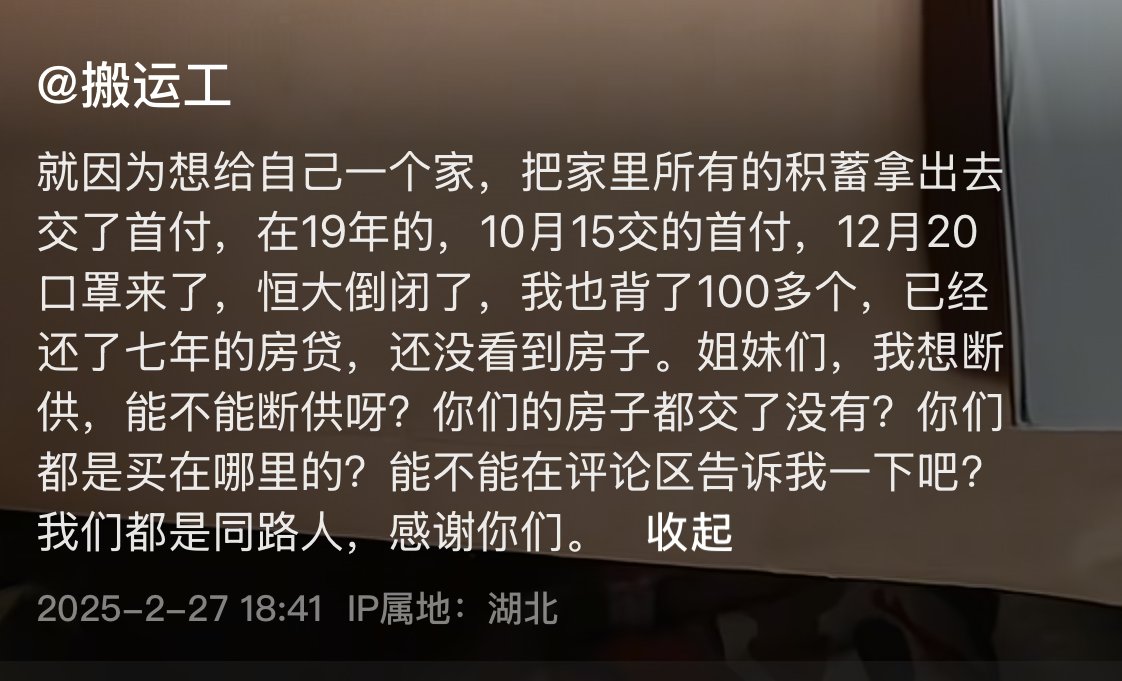 @搬运工
就因为想给自己一个家，把家里所有的积蓄拿出去
交了首付，在19年的，10月15交的首付，12月20
口罩来了，恒大倒闭了，我也背了100多个，已经
还了七年的房贷，还没看到房子。姐妹们，我想断
供，能不能断供呀？你们的房子都交了没有？你们
都是买在哪里的？能不能在评论区告诉我一下吧？
我们都是同路人，感谢你们。 收起
2025-2-27 18:41 IP属地：湖北